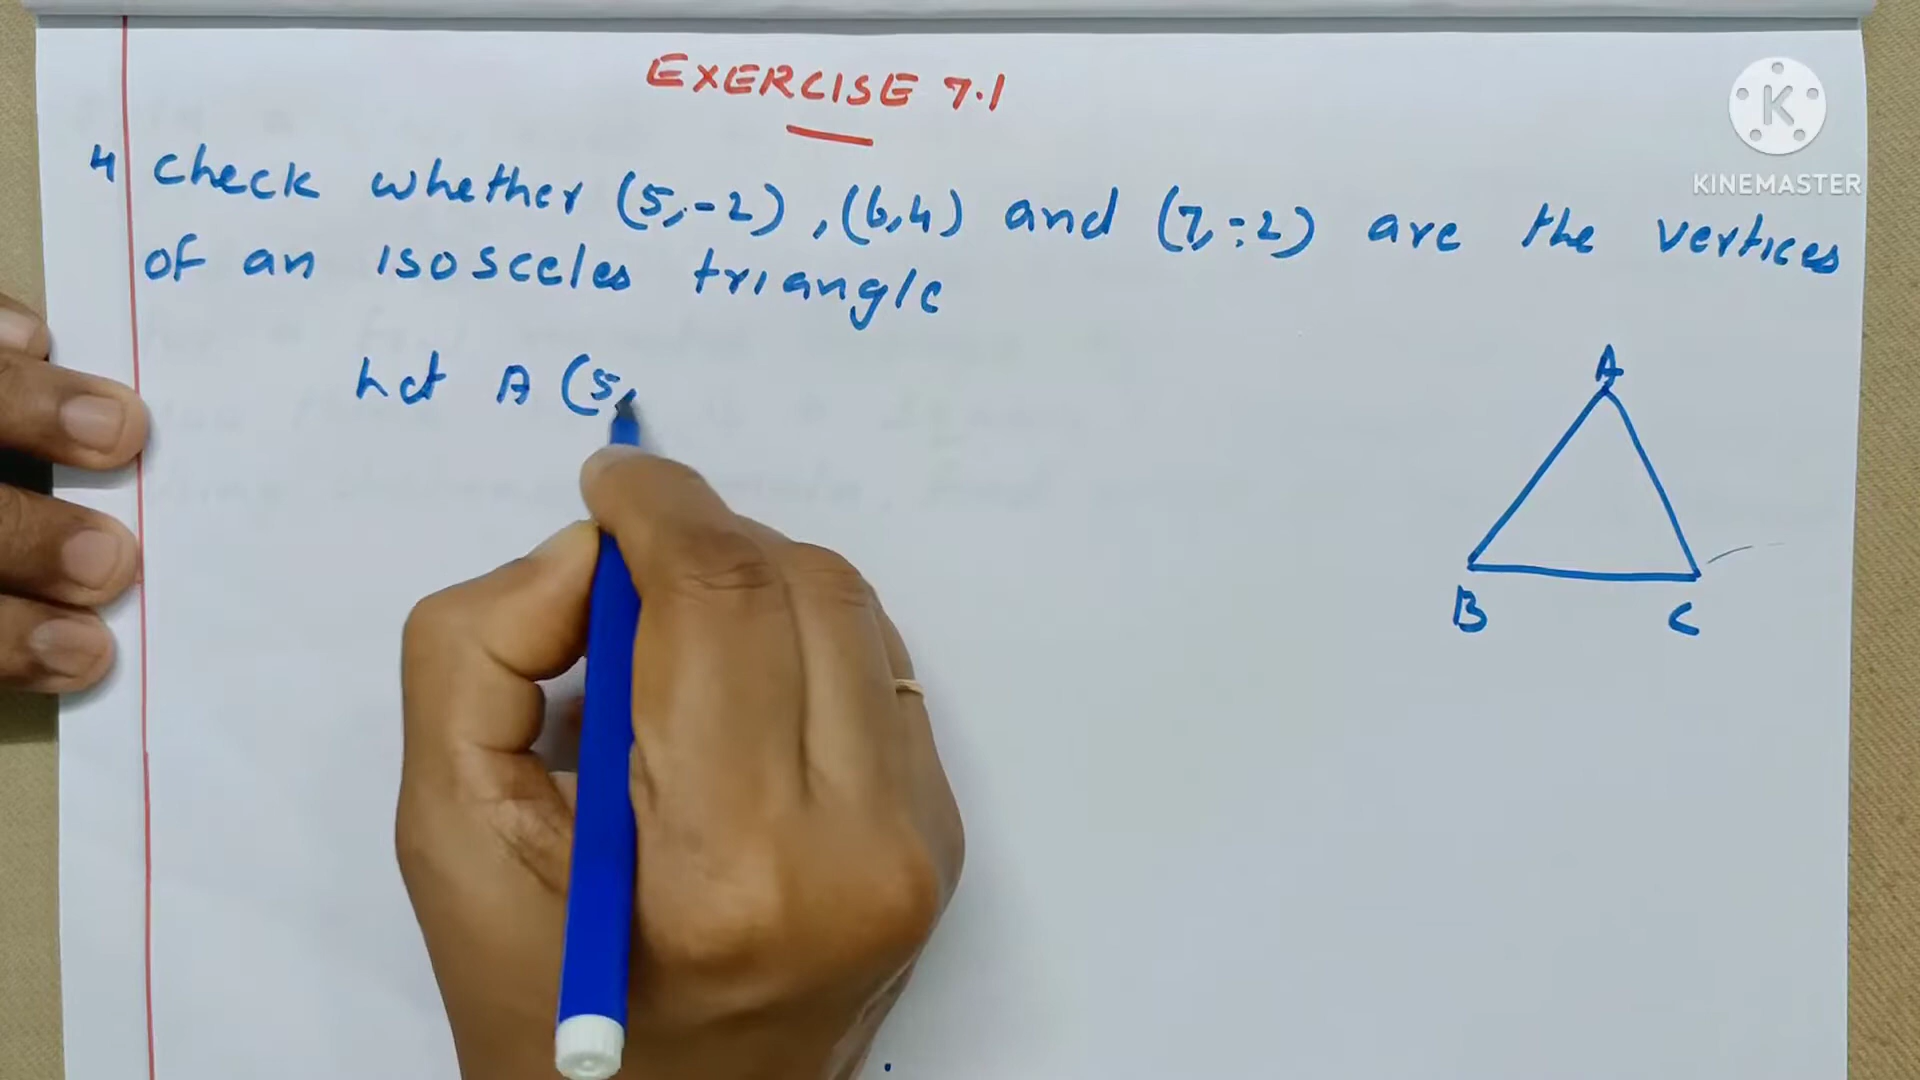 EXERCISE 7.1
KINEMASTER
4 check whether (5,-2), (6,4) and (7,-2) are the vertices
of an isosceles triangle
Let A (5,
A
B C